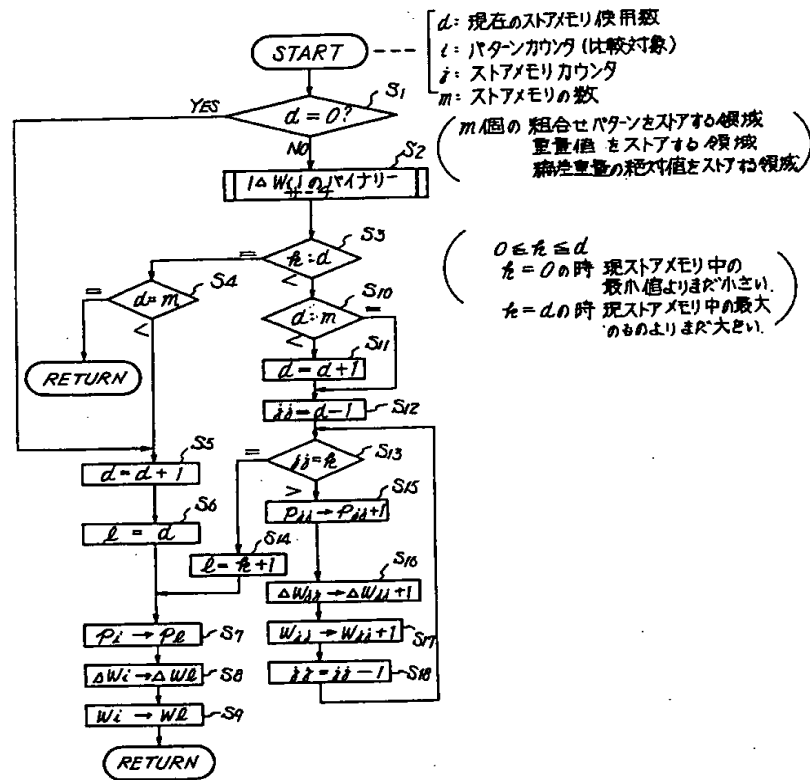 START
d: 現在のストアメモリ使用数
i: パターンカウンタ(比較対象)
j: ストアメモリカウンタ
m: ストアメモリの数
m個の組合せパターンをストアする領域
重量値をストアする領域
偏差重量の絶対値をストアする領域
S1
d=0?
YES
NO
S2
|ΔWi|のバイナリー
サーチ
S3
k:d
=
<
0≦k≦d
k=0の時 現ストアメモリ中の
最小値よりまだ小さい.
k=dの時 現ストアメモリ中の最大
のものよりまだ大きい.
S4
d=m
=
<
RETURN
S10
d=m
=
<
S11
d=d+1
jj=d-1
S12
S13
jj=k
=
>
S5
d=d+1
S6
l=d
S14
l=k+1
S15
Pjj→Pjj+1
S16
ΔWjj→ΔWjj+1
Wjj→Wjj+1
S17
jj=jj-1
S18
Pi→Pl
S7
ΔWi→ΔWl
S8
Wi→Wl
S9
RETURN